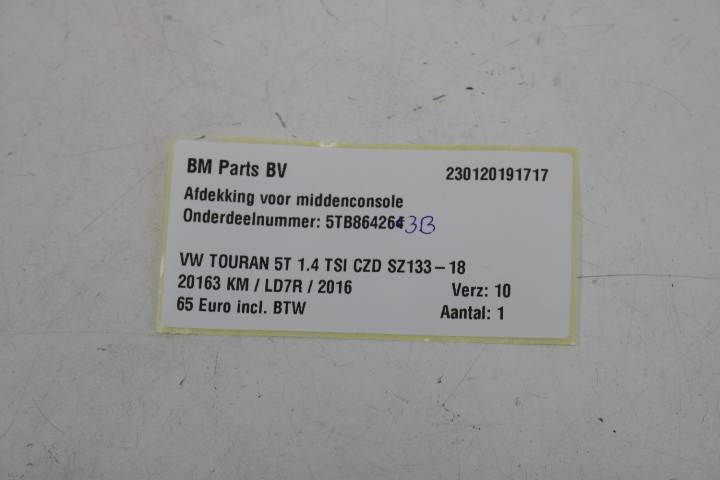 BM Parts BV 230120191717
Afdekking voor middenconsole
Onderdeelnummer: 5TB864264 3B
VW TOURAN 5T 1.4 TSI CZD SZ133-18
20163 KM / LD7R / 2016 Verz: 10
65 Euro incl. BTW Aantal: 1